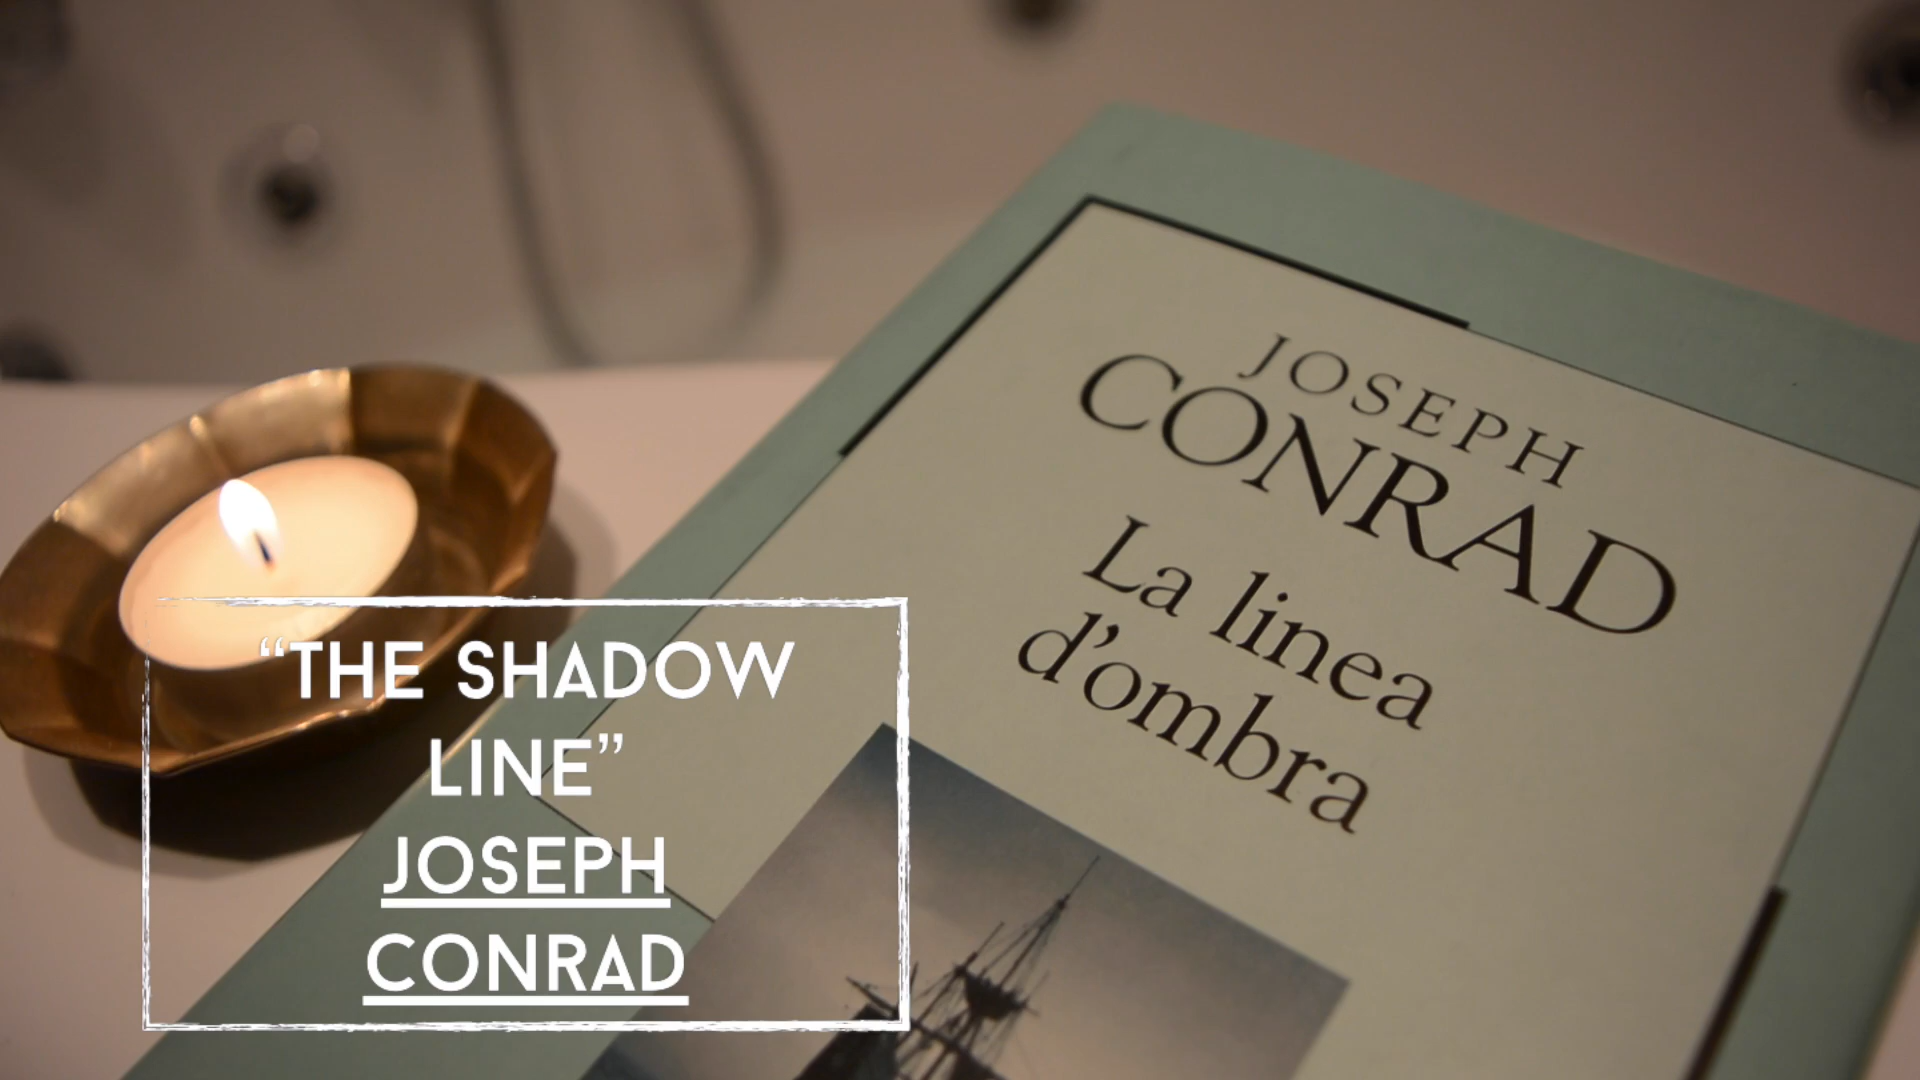 JOSEPH
CONRAD
La linea
d'ombra
“THE SHADOW
LINE”
JOSEPH
CONRAD